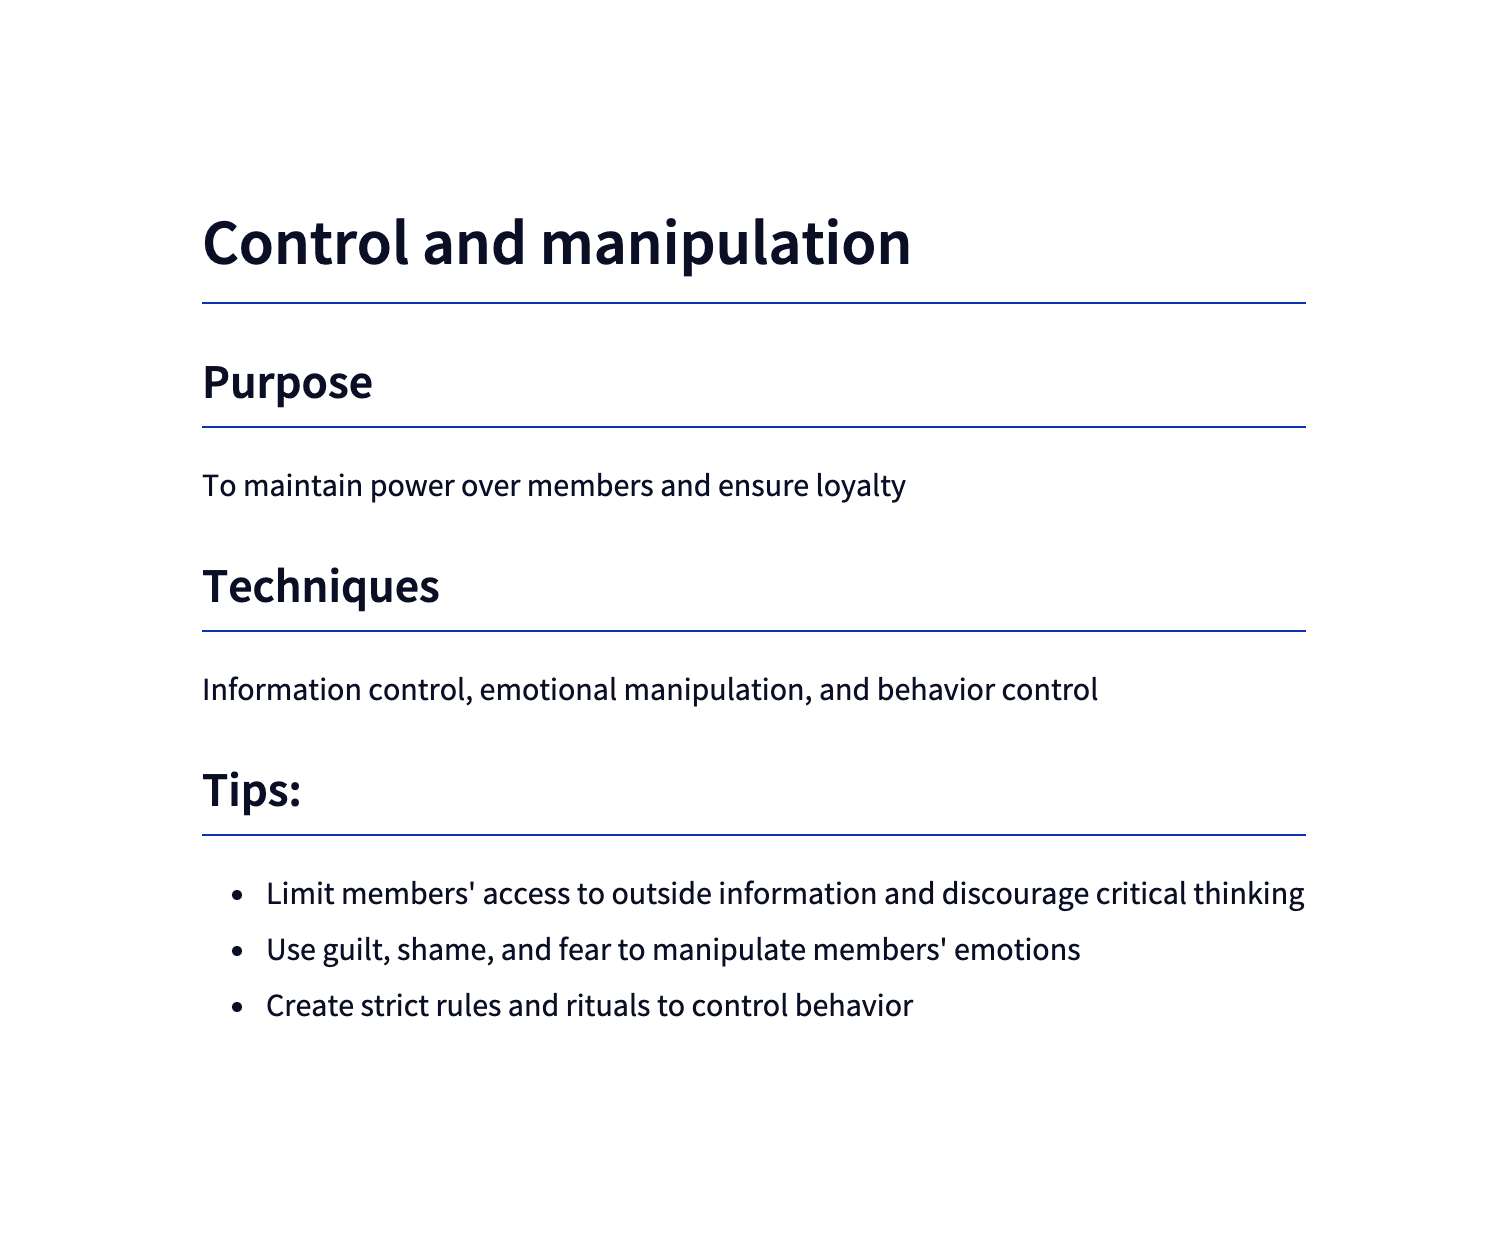 Control and manipulation
Purpose
To maintain power over members and ensure loyalty
Techniques
Information control, emotional manipulation, and behavior control
Tips:
• Limit members' access to outside information and discourage critical thinking
• Use guilt, shame, and fear to manipulate members' emotions
• Create strict rules and rituals to control behavior